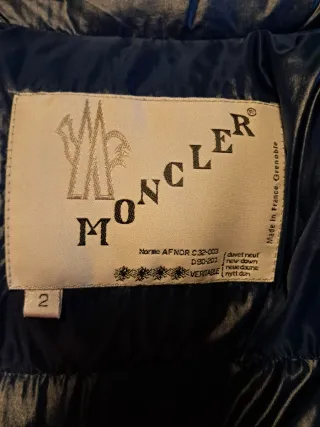 MONCLER®
Made in France, Grenoble
Norme AFNOR C.32-003
D 90-203
VERITABLE
duvet neuf
new down
neue daune
nytt dun
2